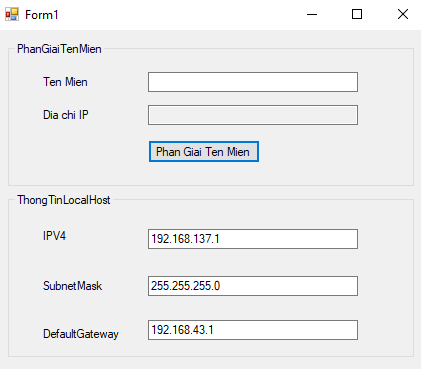 Form1
PhanGiaiTenMien
Ten Mien
Dia chi IP
Phan Giai Ten Mien
ThongTinLocalHost
IPV4 192.168.137.1
SubnetMask 255.255.255.0
DefaultGateway 192.168.43.1